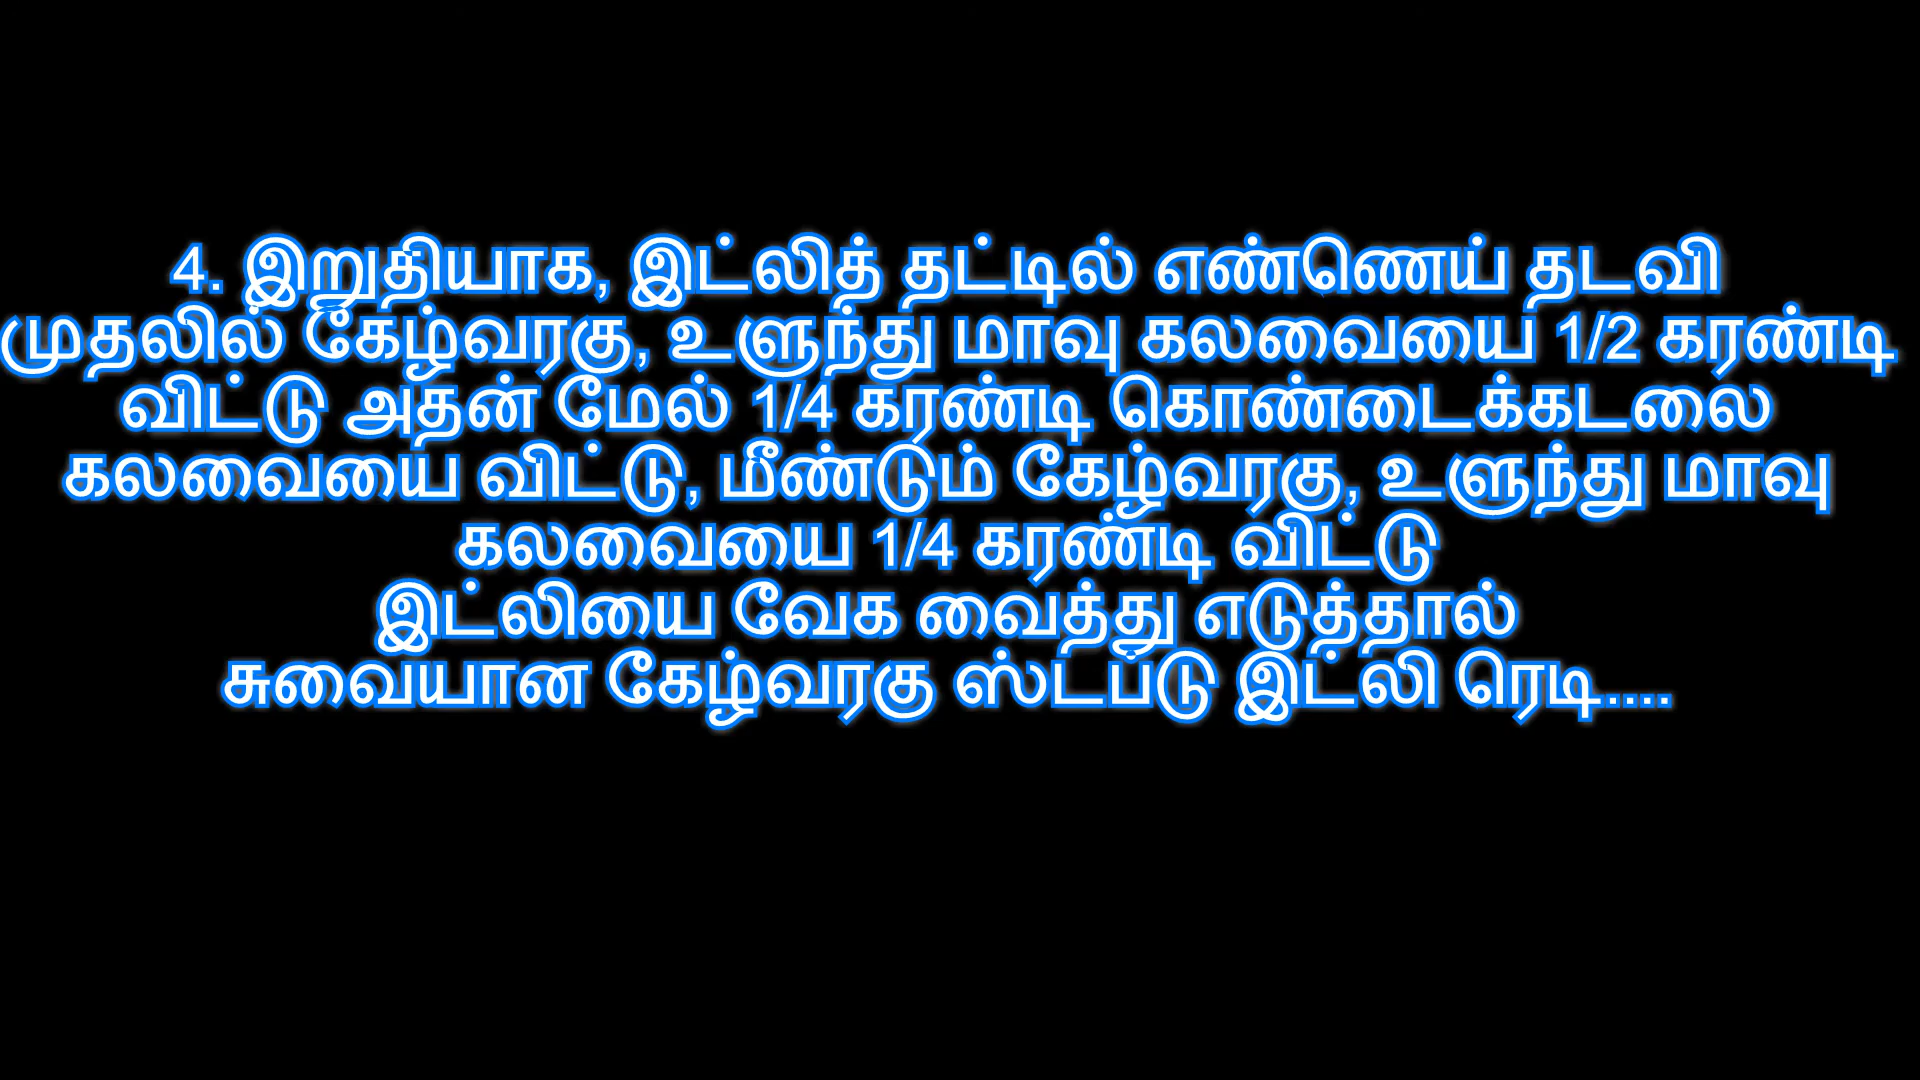 4. இறுதியாக, இட்லித் தட்டில் எண்ணெய் தடவி
முதலில் கேழ்வரகு, உளுந்து மாவு கலவையை 1/2 கரண்டி
விட்டு அதன் மேல் 1/4 கரண்டி கொண்டைக்கடலை
கலவையை விட்டு, மீண்டும் கேழ்வரகு, உளுந்து மாவு
கலவையை 1/4 கரண்டி விட்டு
இட்லியை வேக வைத்து எடுத்தால்
சுவையான கேழ்வரகு ஸ்டப்டு இட்லி ரெடி....